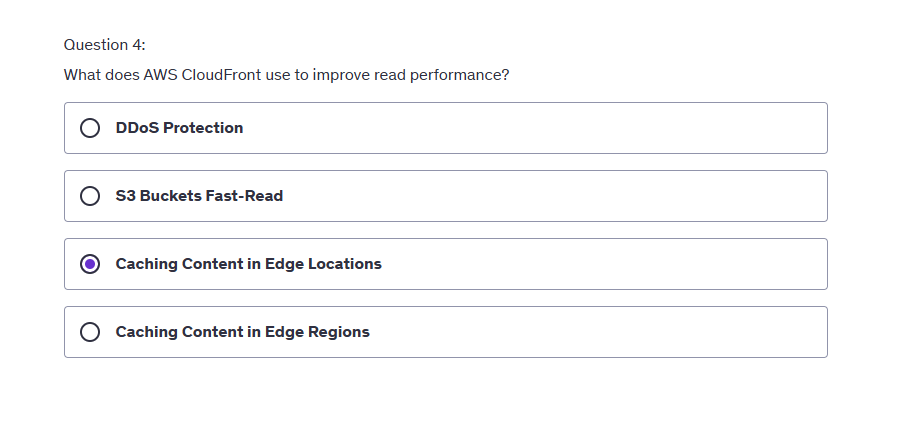 Question 4:
What does AWS CloudFront use to improve read performance?
DDoS Protection
S3 Buckets Fast-Read
Caching Content in Edge Locations
Caching Content in Edge Regions